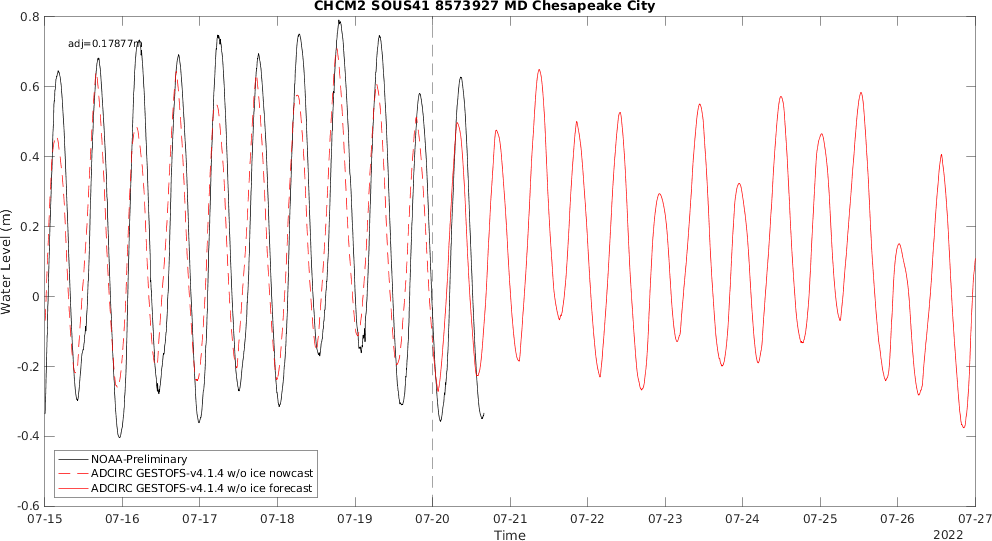 CHCM2 SOUS41 8573927 MD Chesapeake City
adj=0.17877m
Water Level (m)
0.8
0.6
0.4
0.2
0
-0.2
-0.4
-0.6
NOAA-Preliminary
ADCIRC GESTOFS-v4.1.4 w/o ice nowcast
ADCIRC GESTOFS-v4.1.4 w/o ice forecast
07-15 07-16 07-17 07-18 07-19 07-20 07-21 07-22 07-23 07-24 07-25 07-26 07-27
Time
2022